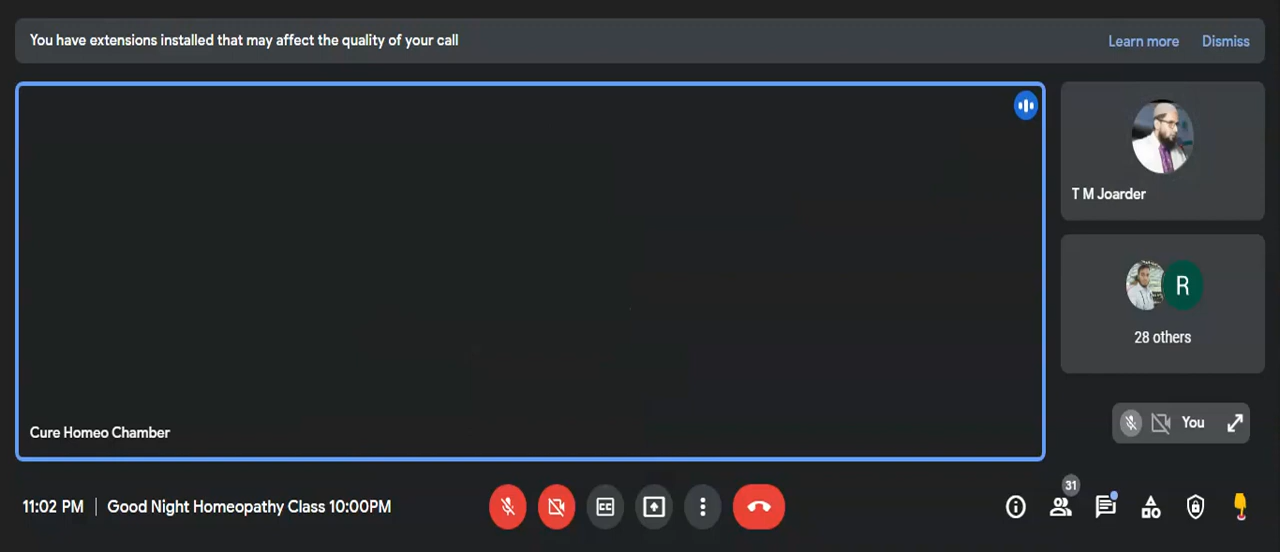 You have extensions installed that may affect the quality of your call
Learn more
Dismiss
T M Joarder
R
28 others
Cure Homeo Chamber
You
11:02 PM | Good Night Homeopathy Class 10:00PM
CC
31